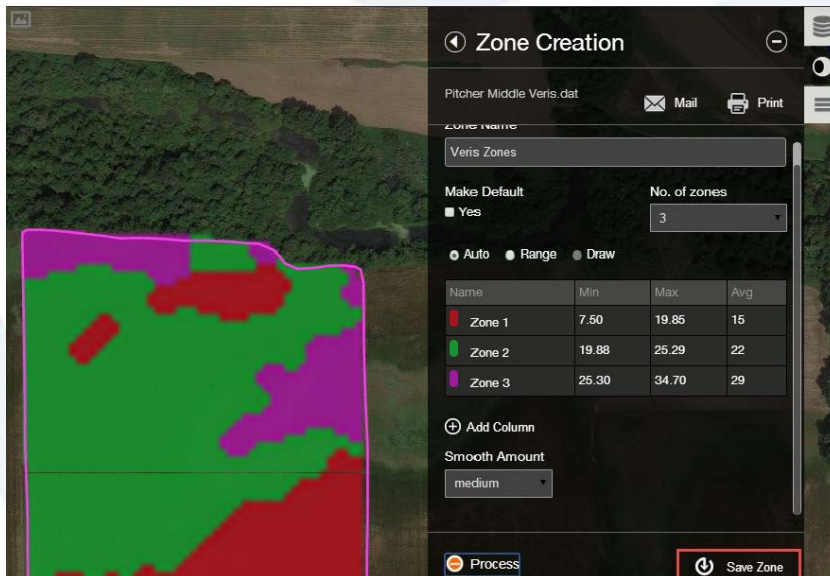 Zone Creation
Pitcher Middle Veris.dat
Mail
Print
Zone Name
Veris Zones
Make Default
No. of zones
Yes
3
Auto Range Draw
Name Min Max Avg
Zone 1 7.50 19.85 15
Zone 2 19.88 25.29 22
Zone 3 25.30 34.70 29
Add Column
Smooth Amount
medium
Process
Save Zone